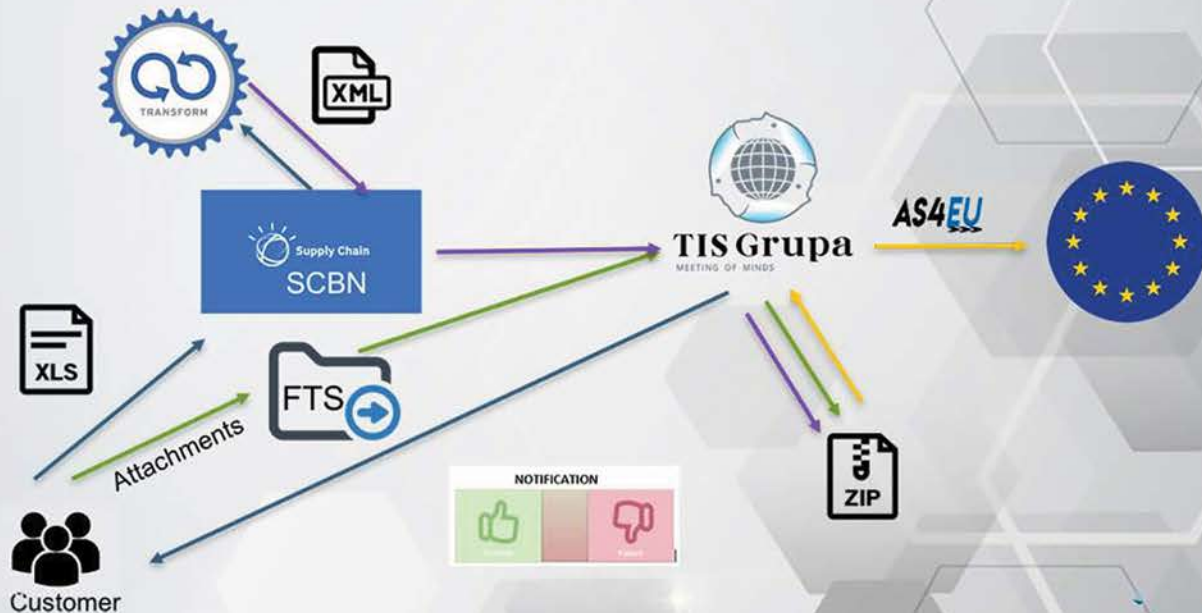 TRANSFORM
XML
Supply Chain
SCBN
TIS Grupa
MEETING OF MINDS
AS4EU
XLS
FTS
Attachments
NOTIFICATION
ZIP
Customer